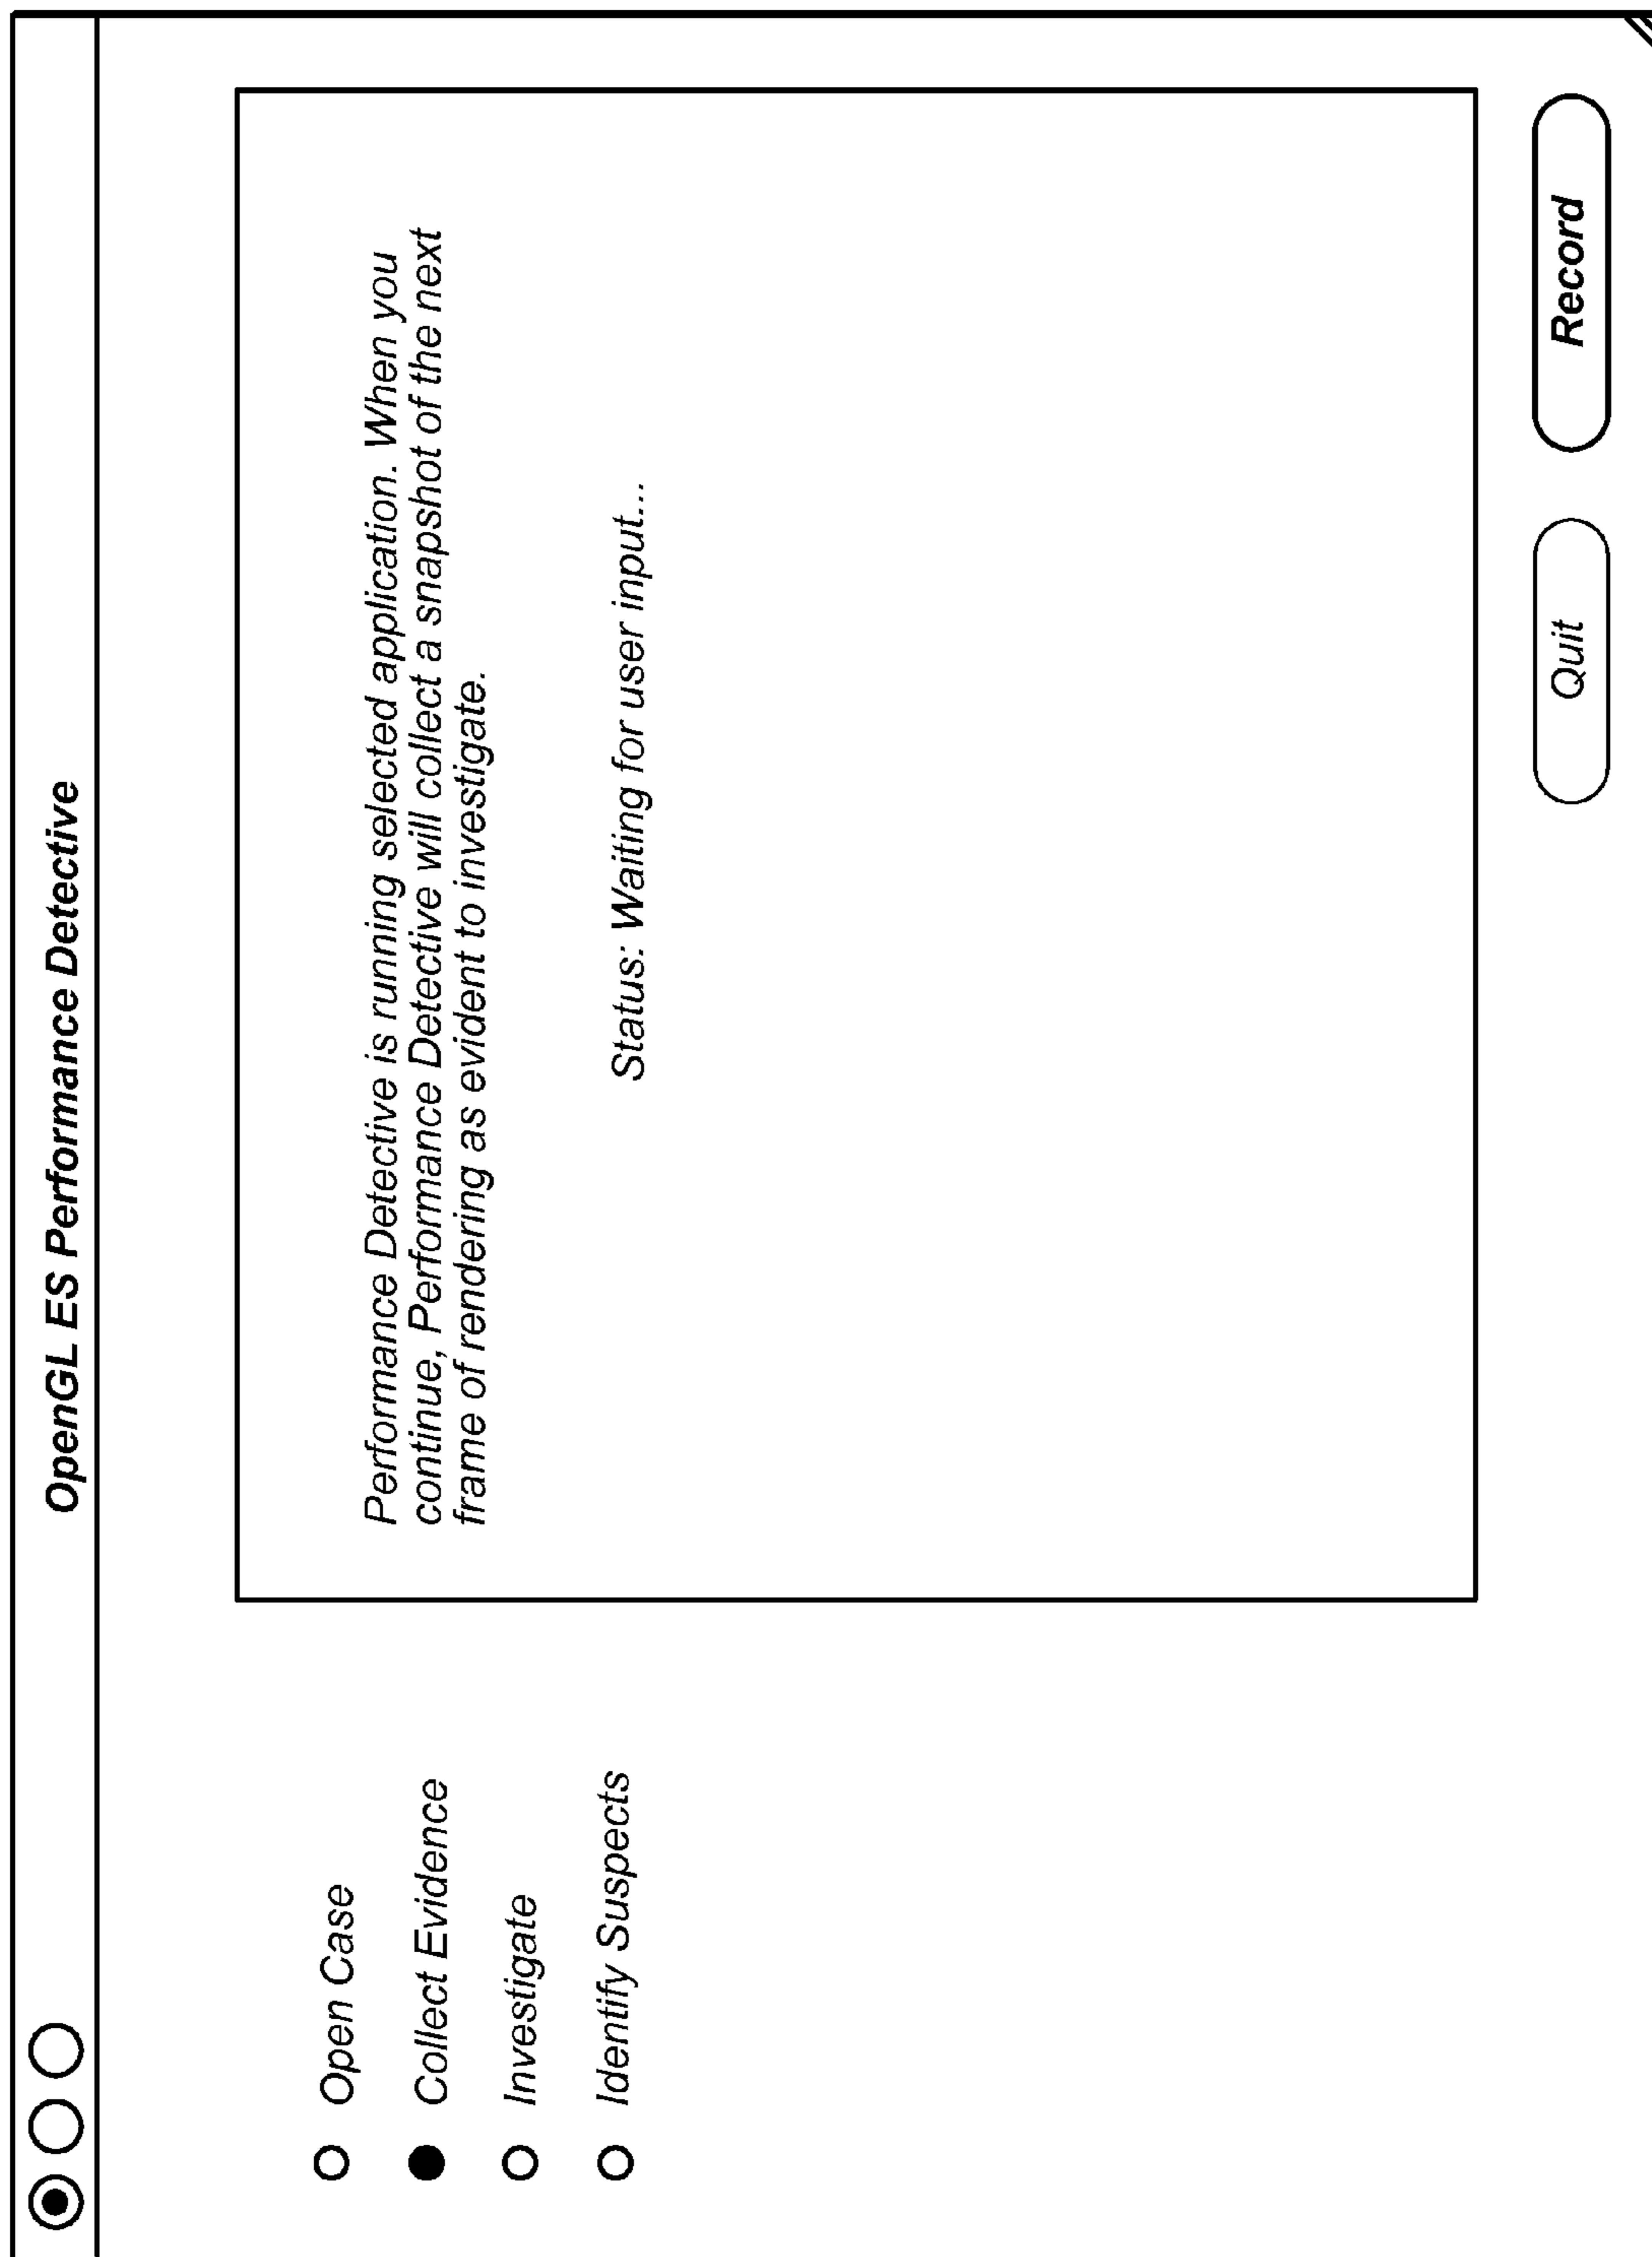 OpenGL ES Performance Detective
Open Case
Collect Evidence
Investigate
Identify Suspects
Performance Detective is running selected application. When you
continue, Performance Detective will collect a snapshot of the next
frame of rendering as evident to investigate.
Status: Waiting for user input...
Quit
Record